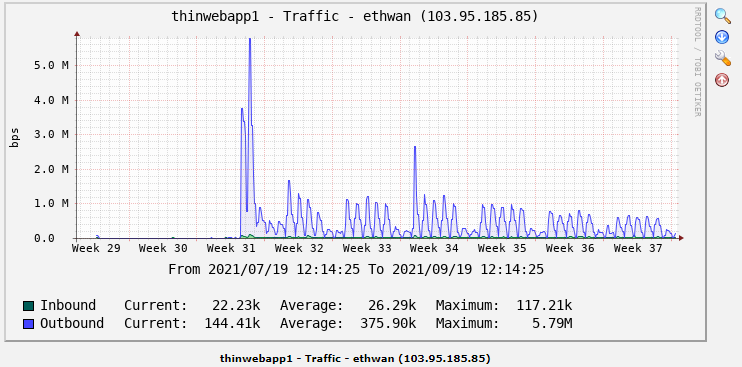 thinwebapp1 - Traffic - ethwan (103.95.185.85)
RRDTOOL / TOBI OETIKER
bps
5.0 M
4.0 M
3.0 M
2.0 M
1.0 M
0.0
Week 29 Week 30 Week 31 Week 32 Week 33 Week 34 Week 35 Week 36 Week 37
From 2021/07/19 12:14:25 To 2021/09/19 12:14:25
Inbound Current: 22.23k Average: 26.29k Maximum: 117.21k
Outbound Current: 144.41k Average: 375.90k Maximum: 5.79M
thinwebapp1 - Traffic - ethwan (103.95.185.85)